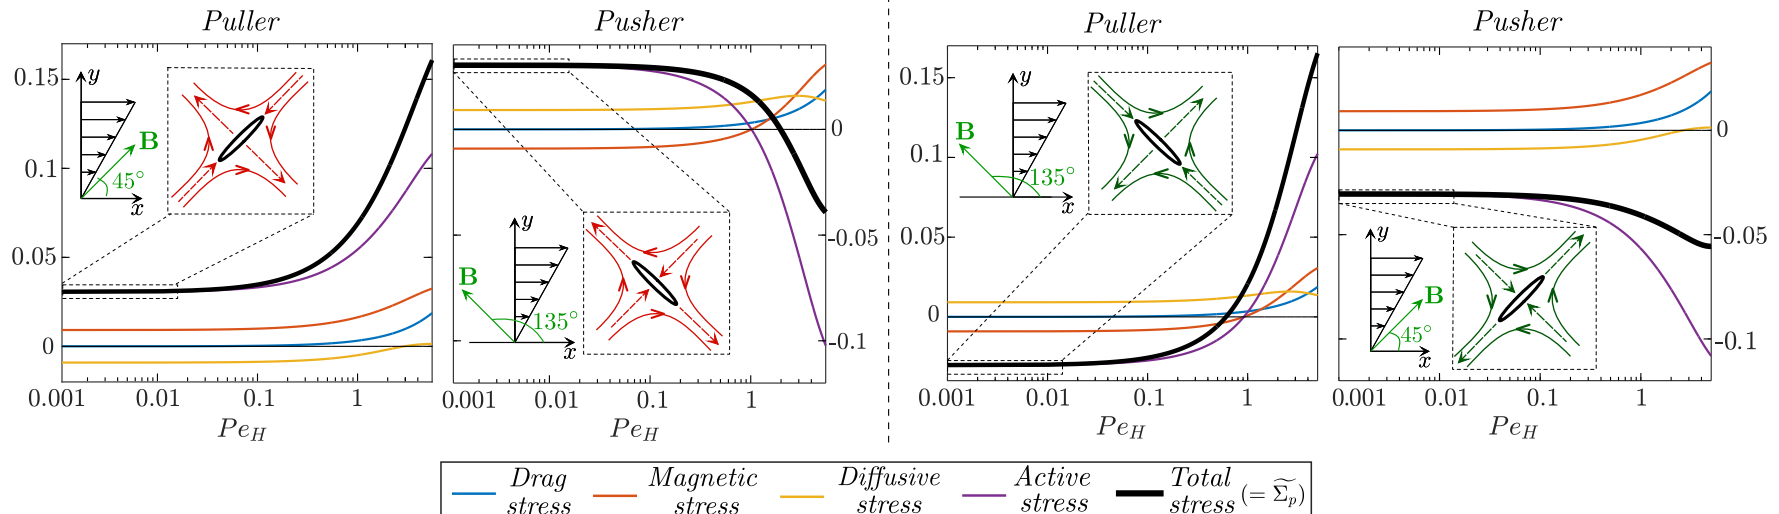 Puller
Pusher
Puller
Pusher
0.15
0.1
0.05
0
y
B
45°
x
0.001
0.01
0.1
1
Pe_H
0
-0.05
-0.1
y
B
135°
x
0.001
0.01
0.1
1
Pe_H
0.15
0.1
0.05
0
y
B
135°
x
0.001
0.01
0.1
1
Pe_H
0
-0.05
-0.1
y
B
45°
x
0.001
0.01
0.1
1
Pe_H
Drag stress
Magnetic stress
Diffusive stress
Active stress
Total stress (= \widetilde{Σ_p})